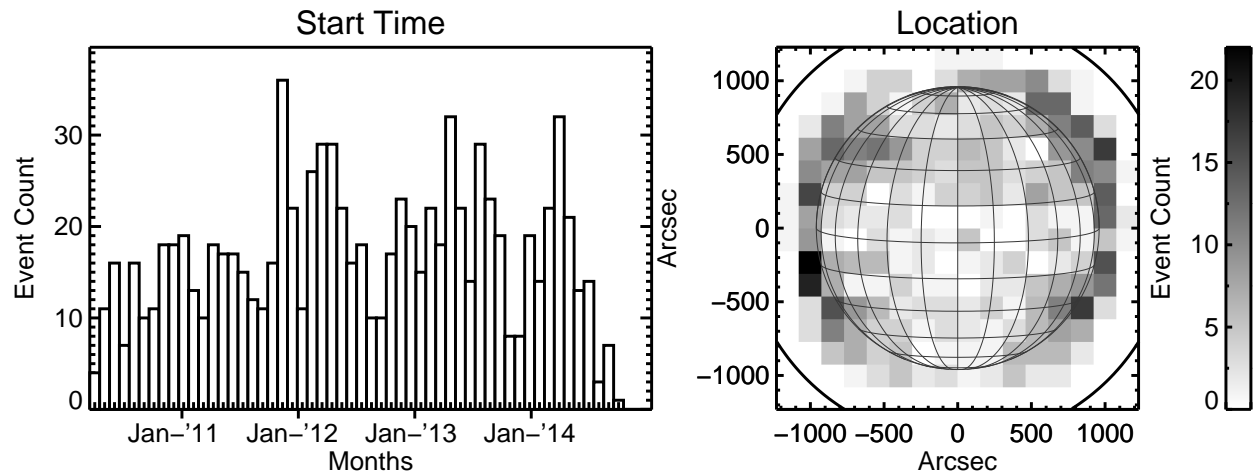 Start Time
Event Count
30
20
10
0
Jan–'11
Jan–'12
Jan–'13
Jan–'14
Months
Location
Arcsec
1000
500
0
−500
−1000
−1000
−500
0
500
1000
Arcsec
Event Count
20
15
10
5
0